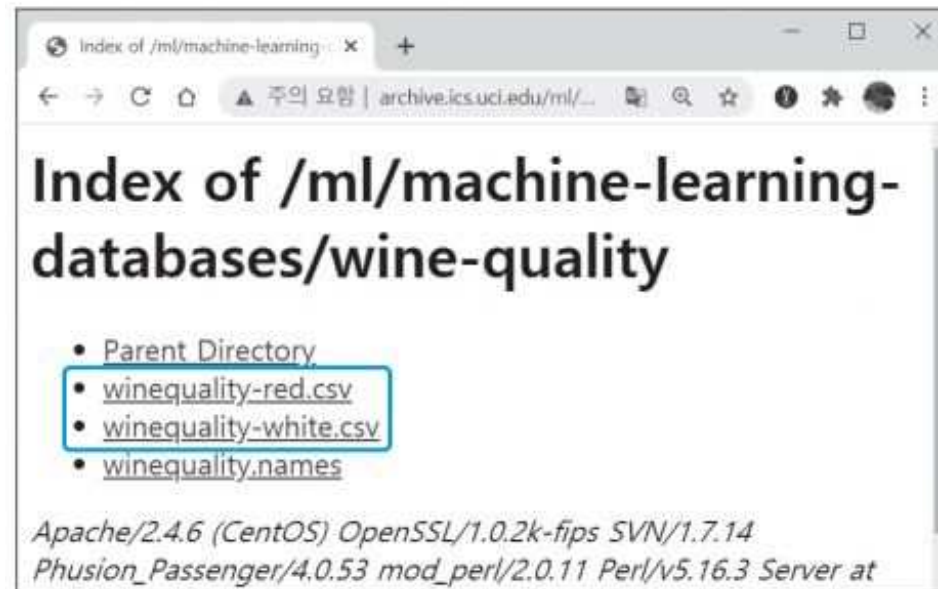 Index of /ml/machine-learning-
주의 요함 | archive.ics.uci.edu/ml/...
Index of /ml/machine-learning-
databases/wine-quality
• Parent Directory
• winequality-red.csv
• winequality-white.csv
• winequality.names
Apache/2.4.6 (CentOS) OpenSSL/1.0.2k-fips SVN/1.7.14
Phusion_Passenger/4.0.53 mod_perl/2.0.11 Perl/v5.16.3 Server at